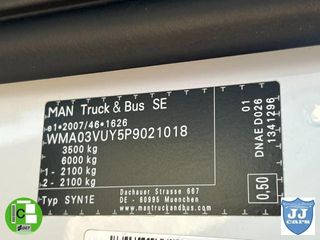 MAN Truck & Bus SE
e1*2007/46*1626
WMA03VUY5P9021018
3500 kg
6000 kg
1 - 2100 kg
2 - 2100 kg
Typ SYN1E
Dachauer Strasse 667
DE - 80995 Muenchen
www.mantruckandbus.com
01
DNAE D026
1341296
0,50
JJ
CARS